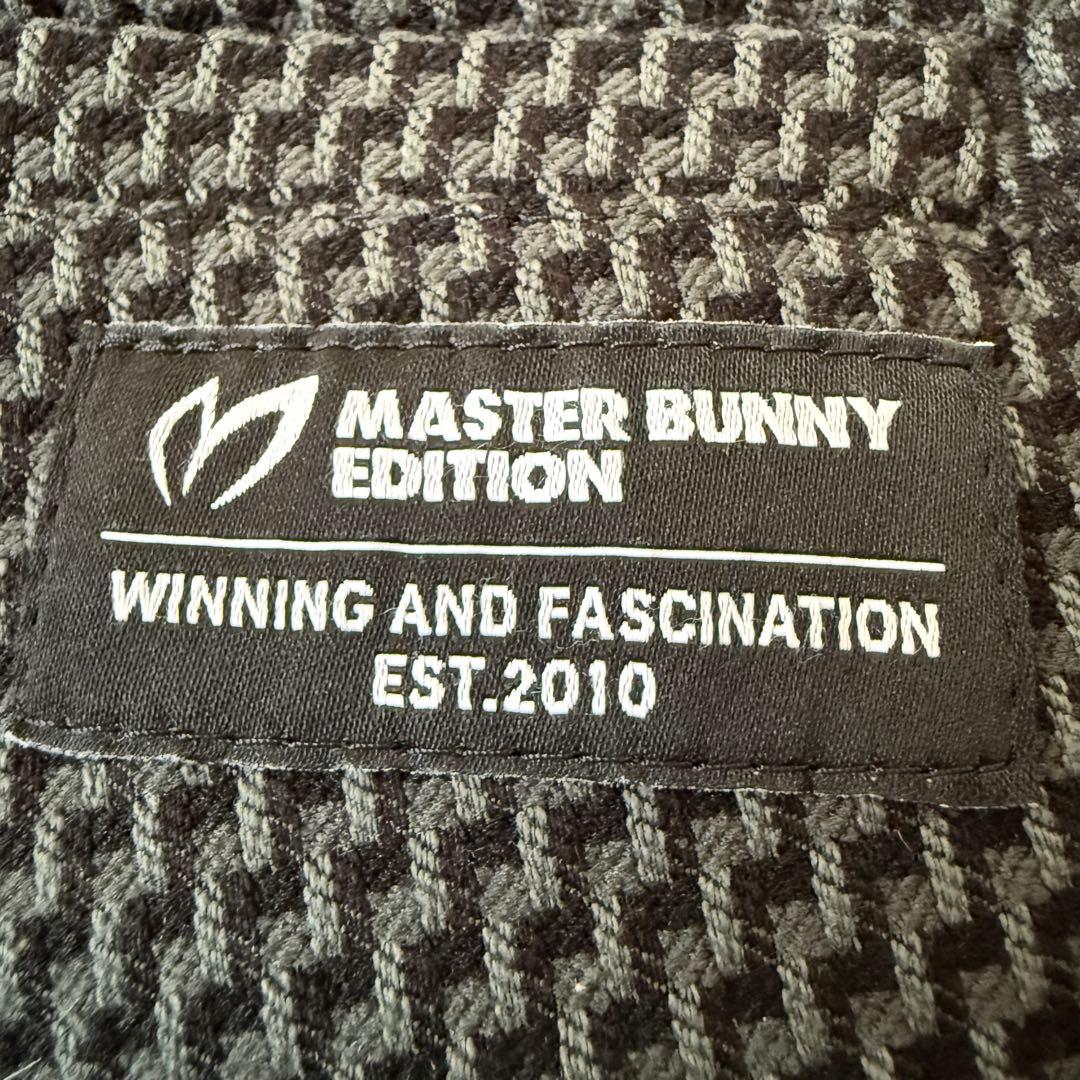 MASTER BUNNY
EDITION
WINNING AND FASCINATION
EST.2010